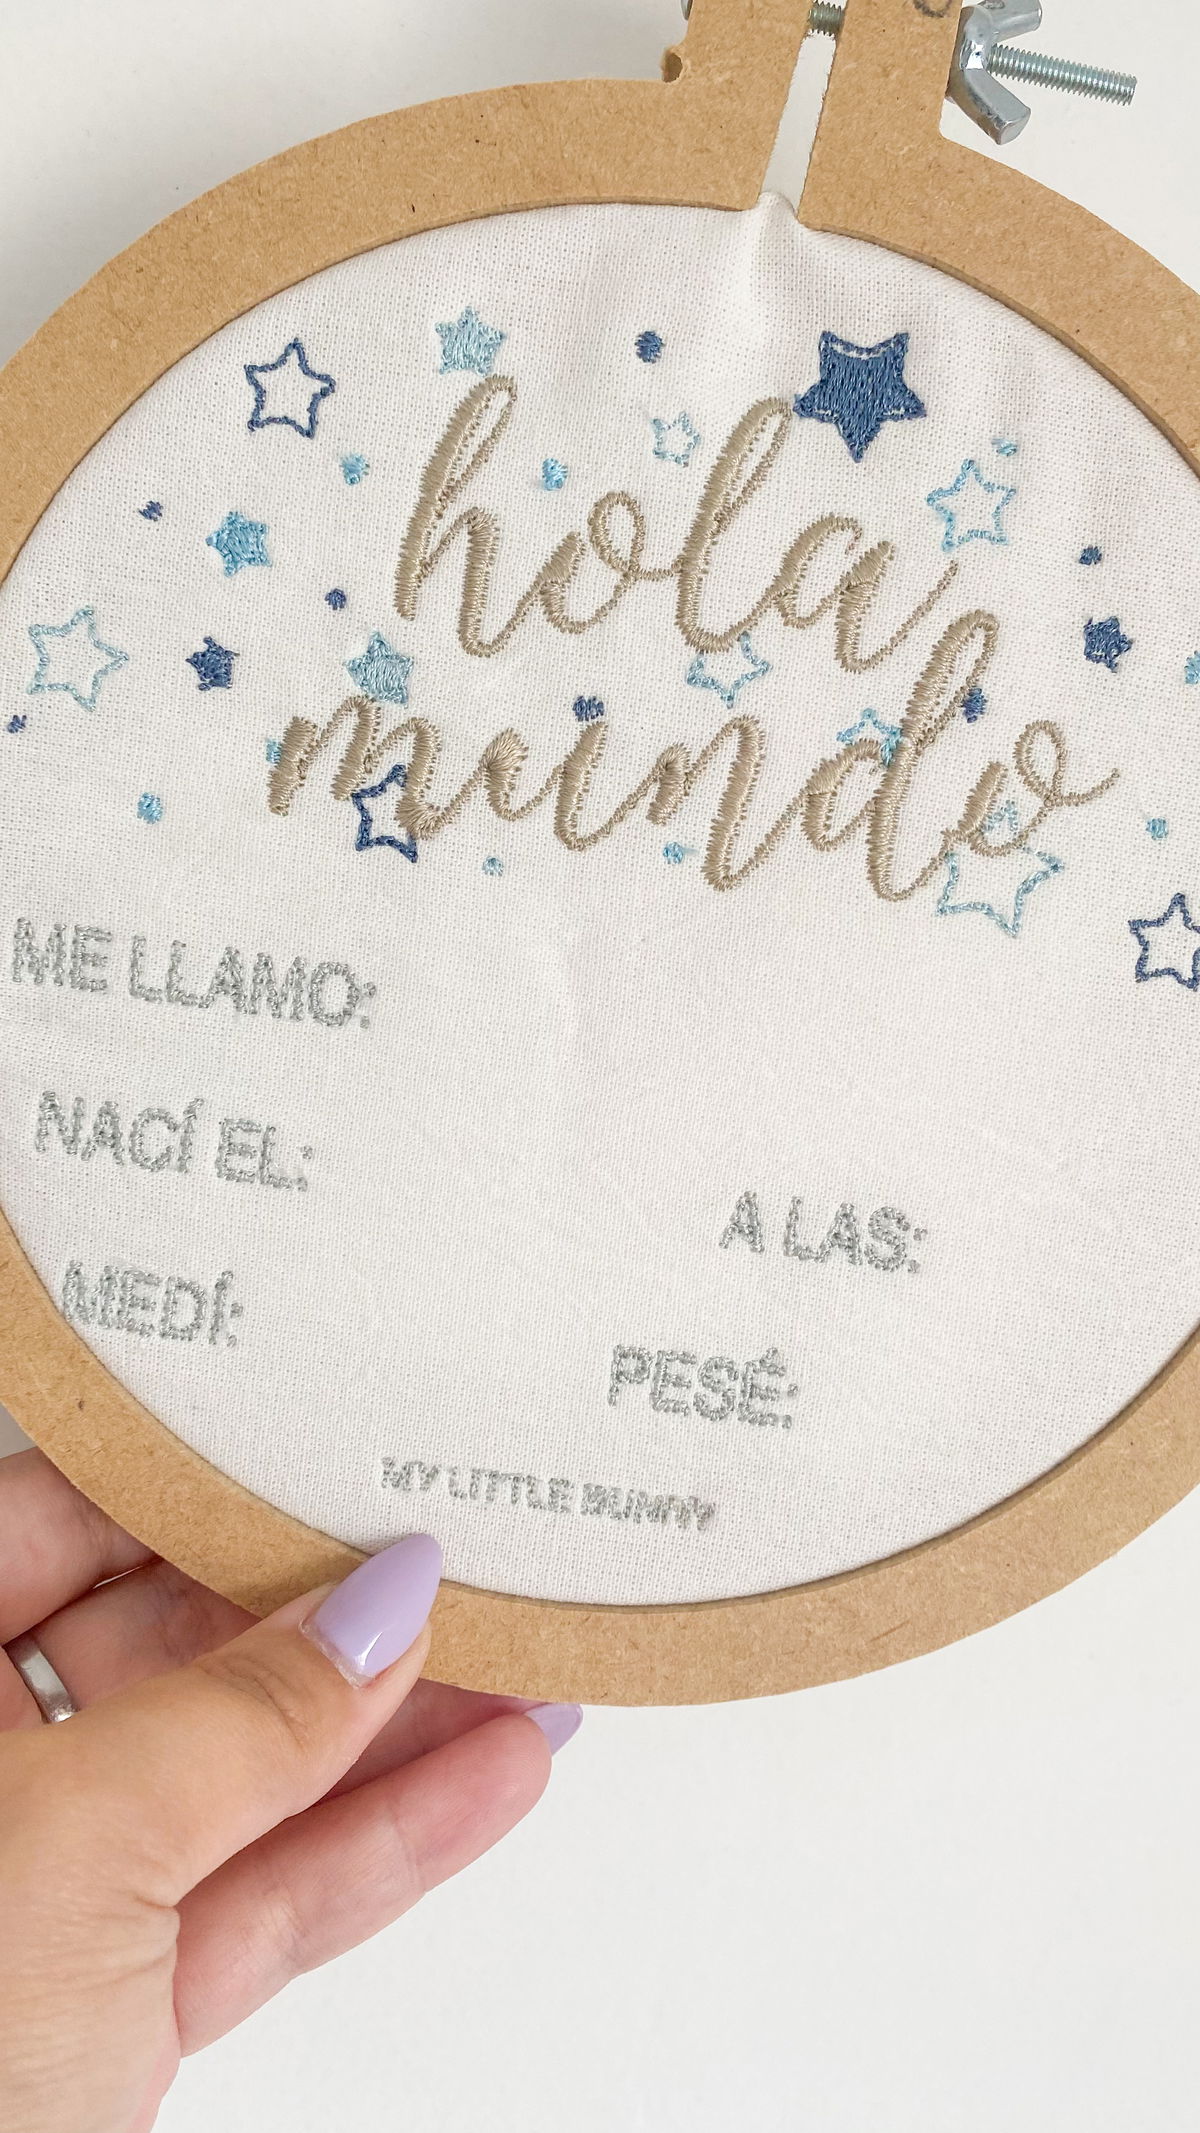 hola
mundo
ME LLAMO:
NACÍ EL:
A LAS:
MEDÍ:
PESÉ:
MY LITTLE BUNNY